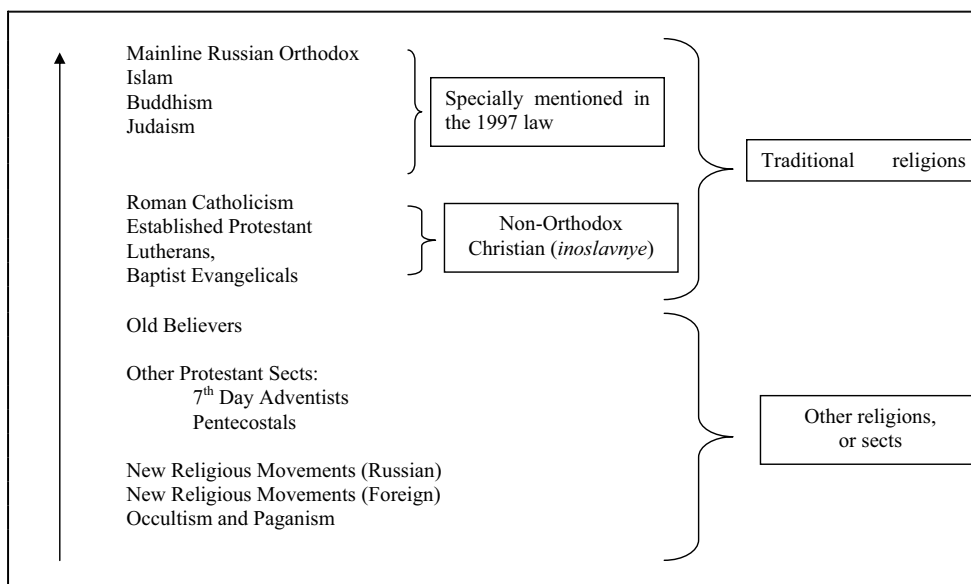 Mainline Russian Orthodox
Islam
Buddhism
Judaism
Specially mentioned in
the 1997 law
Traditional religions
Roman Catholicism
Established Protestant
Lutherans,
Baptist Evangelicals
Non-Orthodox
Christian (inoslavnye)
Old Believers
Other Protestant Sects:
7th Day Adventists
Pentecostals
Other religions,
or sects
New Religious Movements (Russian)
New Religious Movements (Foreign)
Occultism and Paganism